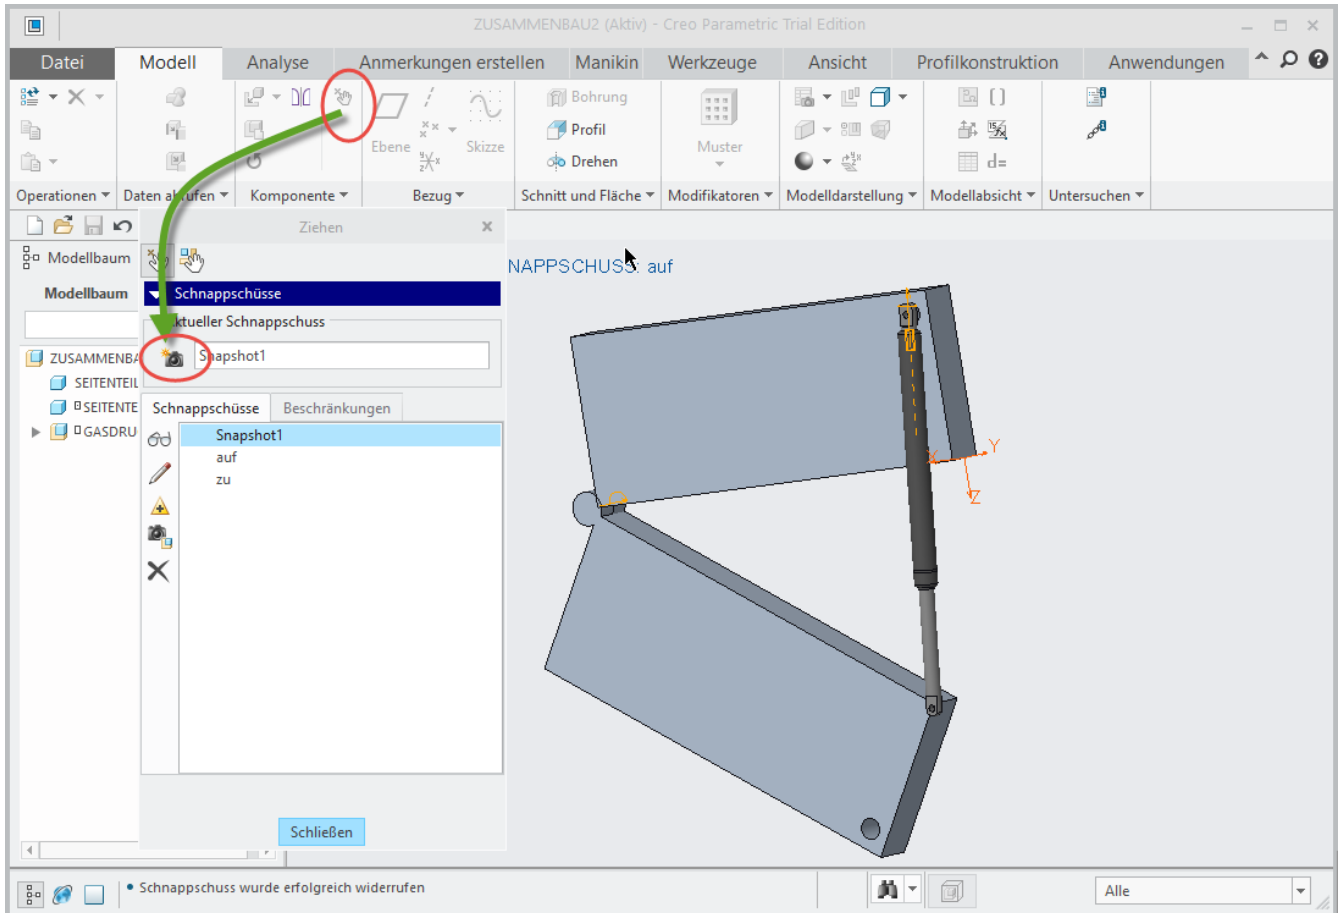 ZUSAMMENBAU2 (Aktiv) - Creo Parametric Trial Edition
Datei Modell Analyse Anmerkungen erstellen Manikin Werkzeuge Ansicht Profilkonstruktion Anwendungen
Bohrung
Profil
Ebene Skizze Muster
Drehen d=
Operationen Daten abrufen Komponente Bezug Schnitt und Fläche Modifikatoren Modelldarstellung Modellabsicht Untersuchen
Ziehen
Modellbaum
NAPPSCHUSS: auf
Modellbaum
Schnappschüsse
ktueller Schnappschuss
Snapshot1
ZUSAMMENBA
SEITENTEIL
SEITENTE
GASDRU
Schnappschüsse Beschränkungen
Snapshot1
auf
zu
X Y
Z
Schließen
Schnappschuss wurde erfolgreich widerrufen
Alle